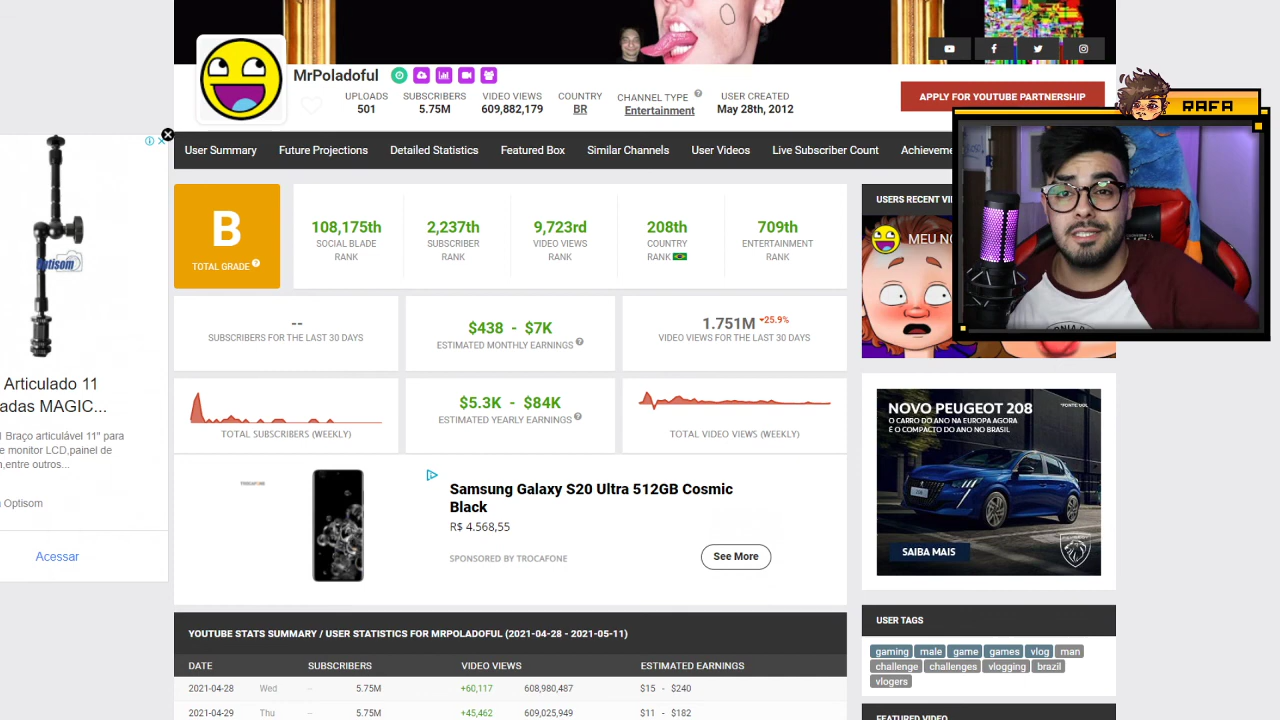 MrPoladoful
UPLOADS
501
SUBSCRIBERS
5.75M
VIDEO VIEWS
609,882,179
COUNTRY
BR
CHANNEL TYPE
Entertainment
USER CREATED
May 28th, 2012
APPLY FOR YOUTUBE PARTNERSHIP
RAFA
User Summary
Future Projections
Detailed Statistics
Featured Box
Similar Channels
User Videos
Live Subscriber Count
Achieveme
B
TOTAL GRADE
108,175th
SOCIAL BLADE
RANK
2,237th
SUBSCRIBER
RANK
9,723rd
VIDEO VIEWS
RANK
208th
COUNTRY
RANK
709th
ENTERTAINMENT
RANK
--
SUBSCRIBERS FOR THE LAST 30 DAYS
$438 - $7K
ESTIMATED MONTHLY EARNINGS
1.751M 25.9%
VIDEO VIEWS FOR THE LAST 30 DAYS
TOTAL SUBSCRIBERS (WEEKLY)
$5.3K - $84K
ESTIMATED YEARLY EARNINGS
TOTAL VIDEO VIEWS (WEEKLY)
USERS RECENT VI
MEU NO
optisom
Articulado 11
adas MAGIC...
Braço articulável 11" para
e monitor LCD,painel de
,entre outros...
Optisom
Acessar
TROCAFONE
Samsung Galaxy S20 Ultra 512GB Cosmic
Black
R$ 4.568,55
SPONSORED BY TROCAFONE
See More
NOVO PEUGEOT 208
O CARRO DO ANO NA EUROPA AGORA
É O COMPACTO DO ANO NO BRASIL
SAIBA MAIS
YOUTUBE STATS SUMMARY / USER STATISTICS FOR MRPOLADOFUL (2021-04-28 - 2021-05-11)
DATE SUBSCRIBERS VIDEO VIEWS ESTIMATED EARNINGS
2021-04-28 Wed -- 5.75M +60,117 608,980,487 $15 - $240
2021-04-29 Thu -- 5.75M +45,462 609,025,949 $11 - $182
USER TAGS
gaming male game games vlog man
challenge challenges vlogging brazil
vlogers
FEATURED VIDEO